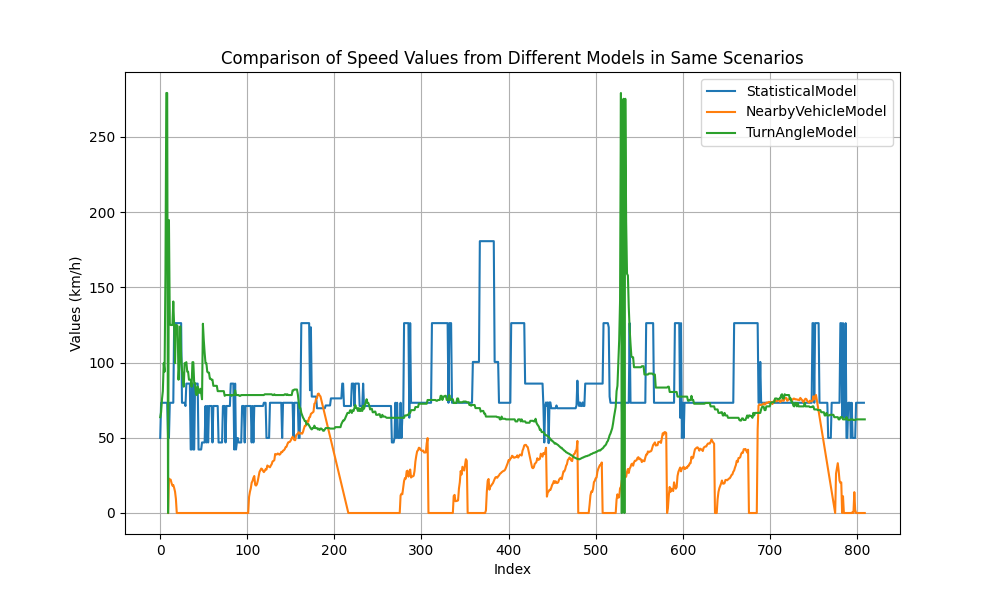 Comparison of Speed Values from Different Models in Same Scenarios
StatisticalModel
NearbyVehicleModel
TurnAngleModel
Values (km/h)
250
200
150
100
50
0
0 100 200 300 400 500 600 700 800
Index